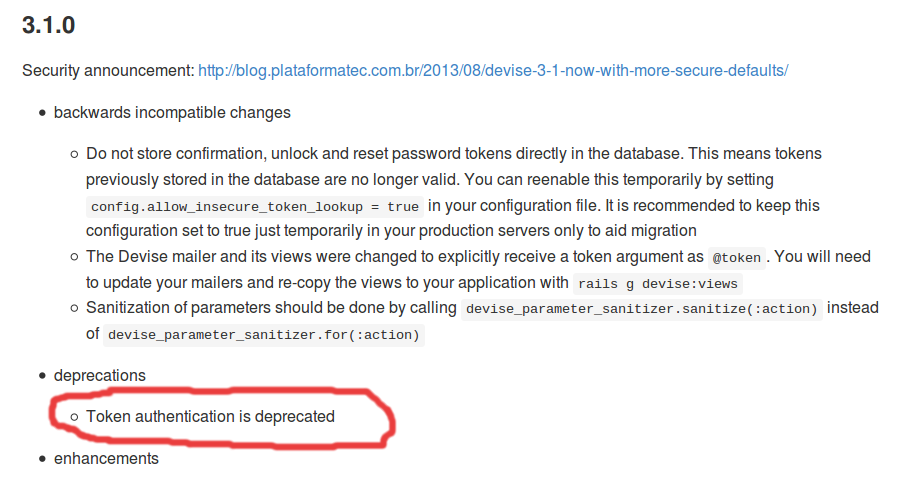 3.1.0
Security announcement: http://blog.plataformatec.com.br/2013/08/devise-3-1-now-with-more-secure-defaults/
backwards incompatible changes
Do not store confirmation, unlock and reset password tokens directly in the database. This means tokens
previously stored in the database are no longer valid. You can reenable this temporarily by setting
config.allow_insecure_token_lookup = true in your configuration file. It is recommended to keep this
configuration set to true just temporarily in your production servers only to aid migration
The Devise mailer and its views were changed to explicitly receive a token argument as @token . You will need
to update your mailers and re-copy the views to your application with rails g devise:views
Sanitization of parameters should be done by calling devise_parameter_sanitizer.sanitize(:action) instead
of devise_parameter_sanitizer.for(:action)
deprecations
Token authentication is deprecated
enhancements